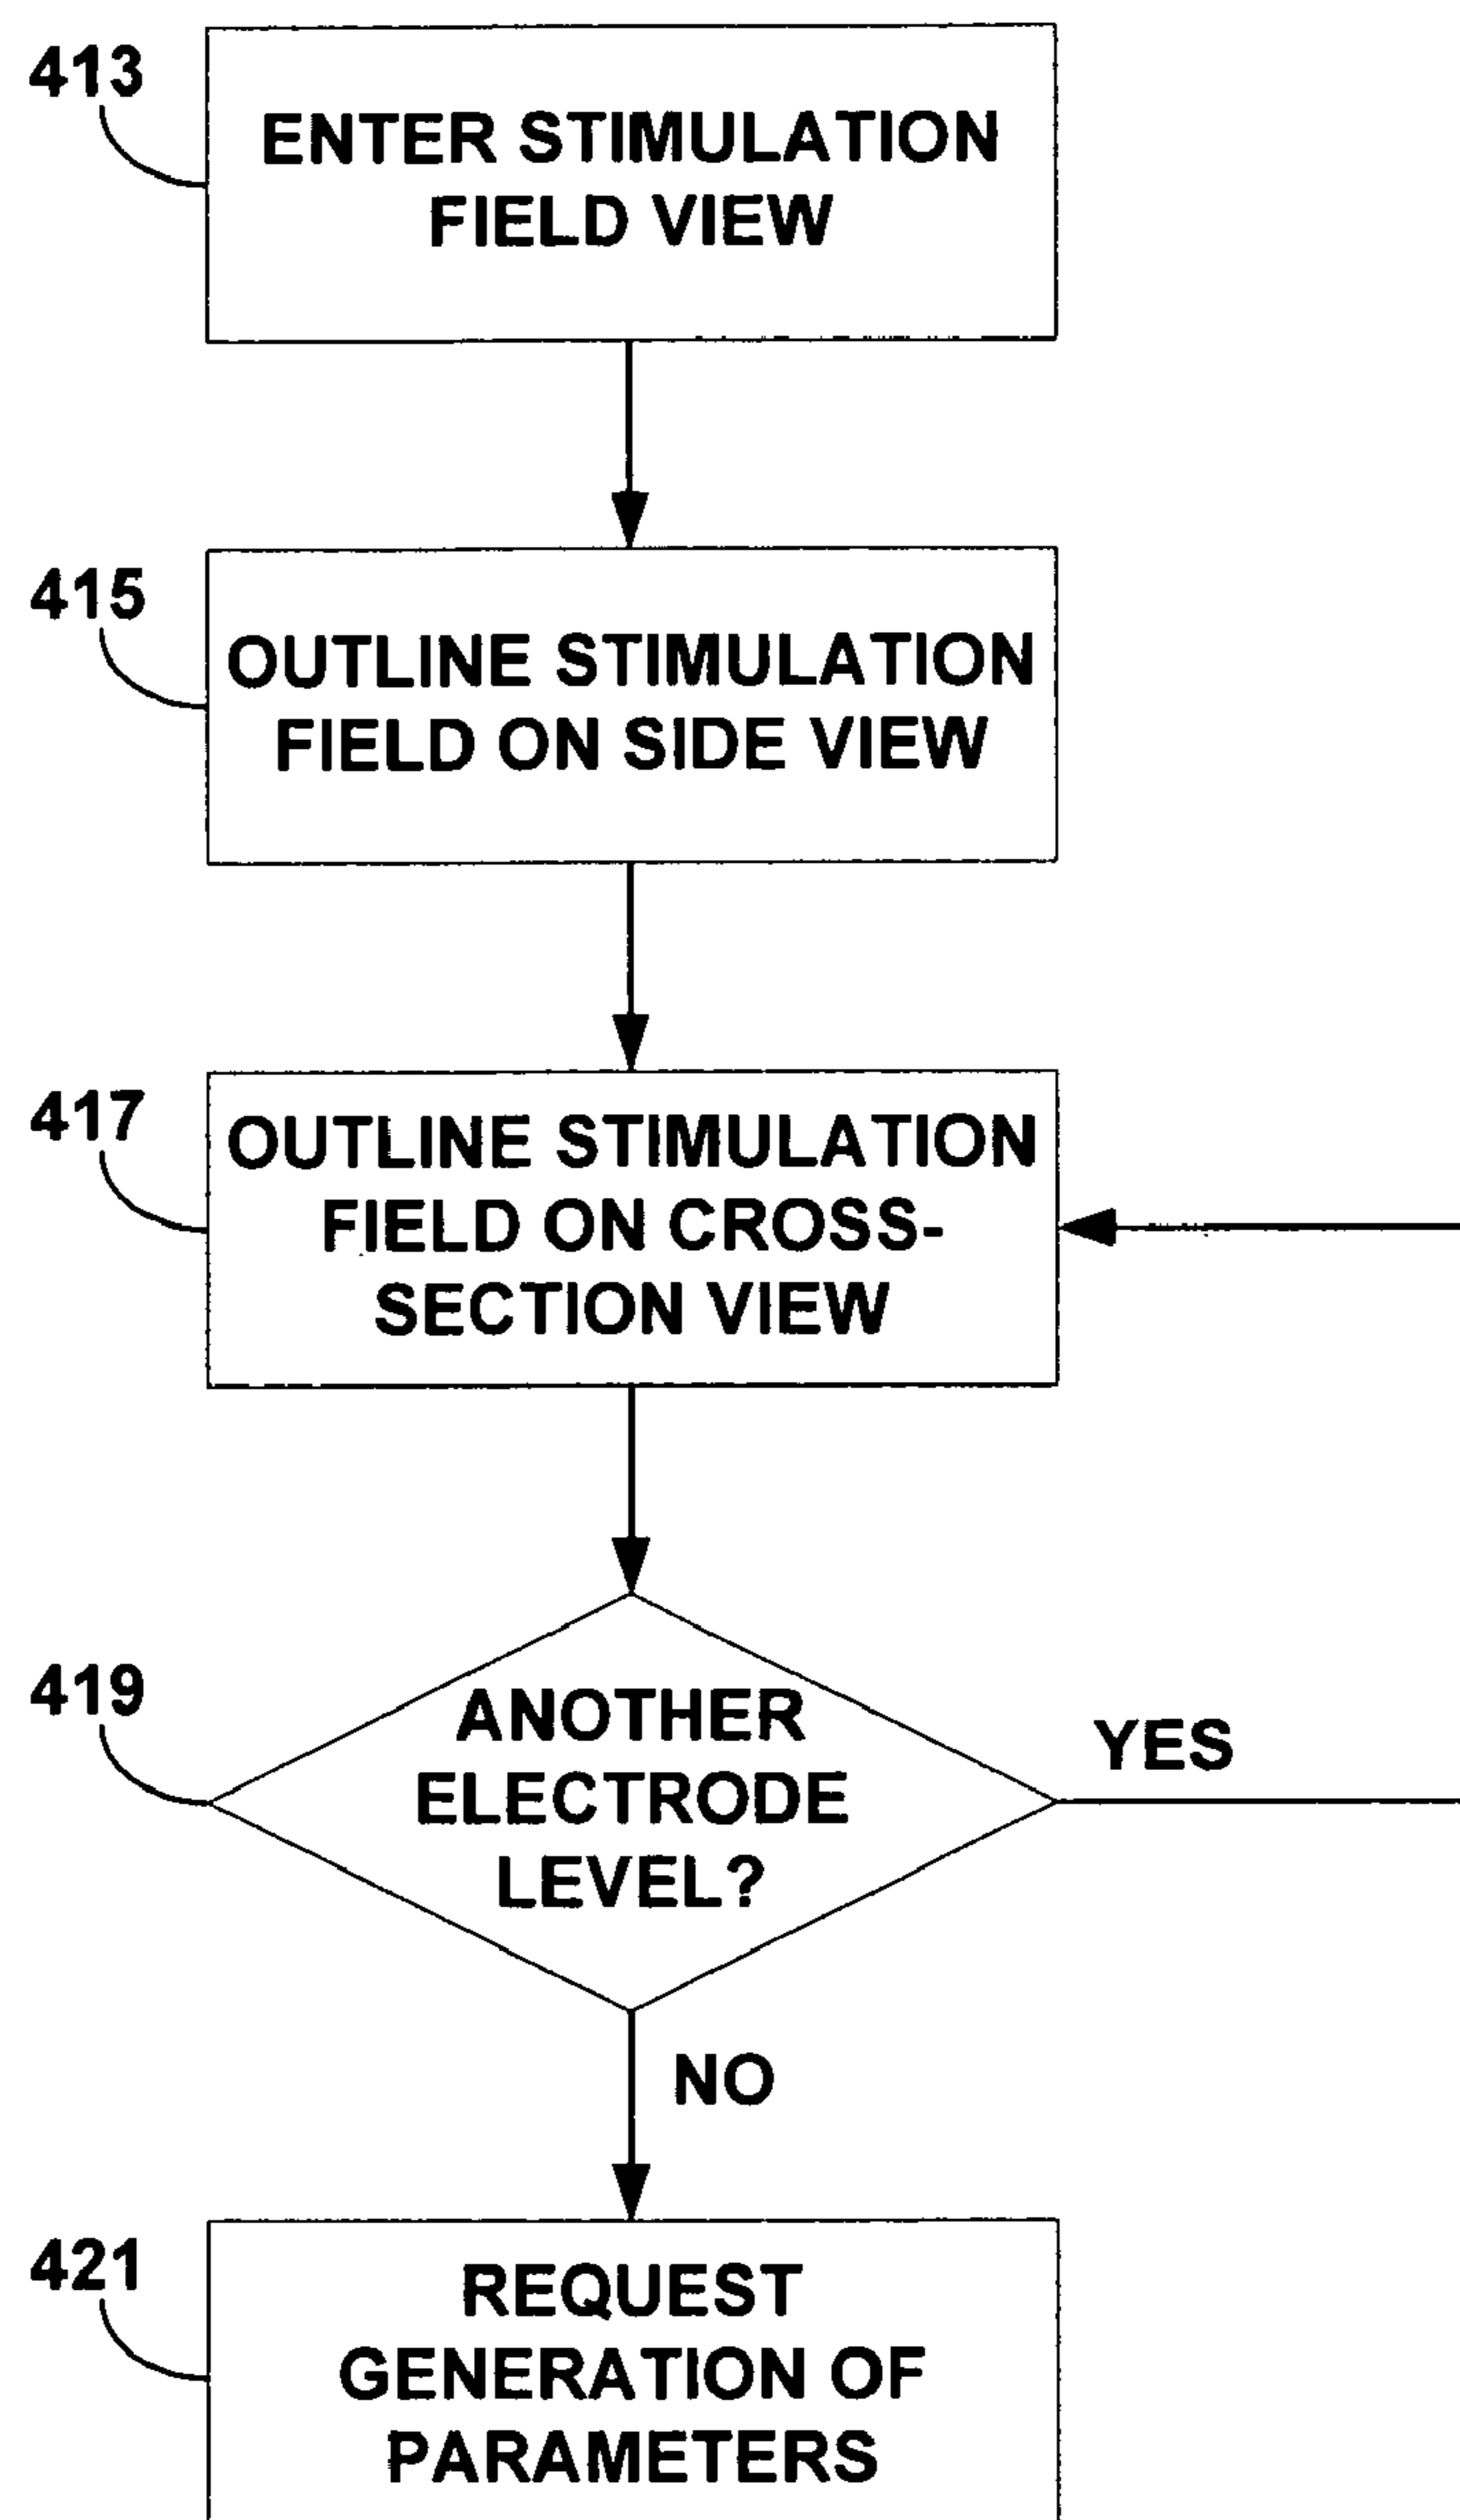 413
ENTER STIMULATION
FIELD VIEW
415
OUTLINE STIMULATION
FIELD ON SIDE VIEW
417
OUTLINE STIMULATION
FIELD ON CROSS-
SECTION VIEW
419
ANOTHER
ELECTRODE
LEVEL?
YES
NO
421
REQUEST
GENERATION OF
PARAMETERS